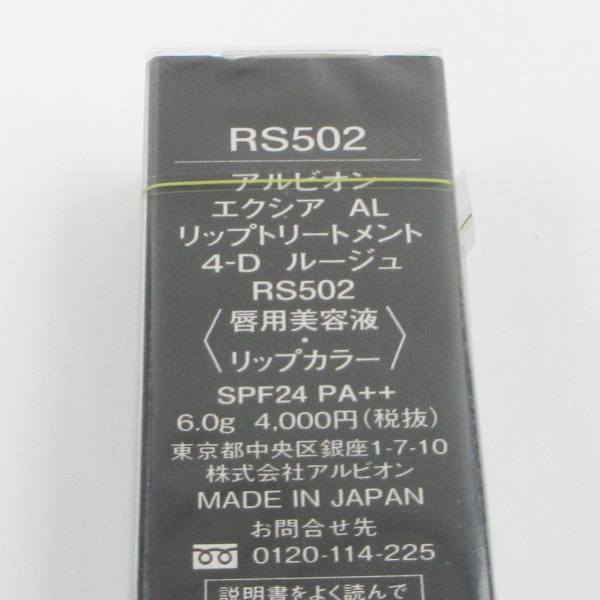 RS502
アルビオン
エクシア AL
リップトリートメント
4-D ルージュ
RS502
〈唇用美容液・リップカラー〉
SPF24 PA++
6.0g 4,000円(税抜)
東京都中央区銀座1-7-10
株式会社アルビオン
MADE IN JAPAN
お問合せ先
0120-114-225
説明書をよく読んで